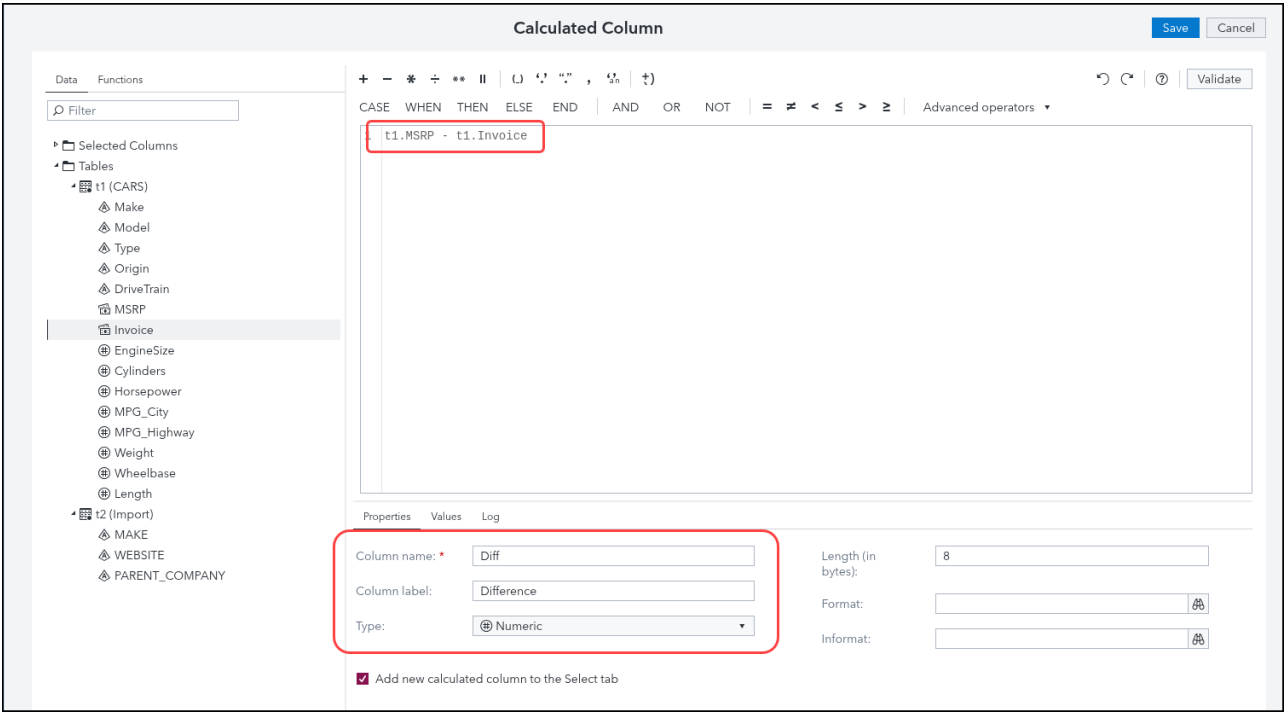 Calculated Column
Save Cancel
Data Functions
Filter
Selected Columns
Tables
t1 (CARS)
Make
Model
Type
Origin
DriveTrain
MSRP
Invoice
EngineSize
Cylinders
Horsepower
MPG_City
MPG_Highway
Weight
Wheelbase
Length
t2 (Import)
MAKE
WEBSITE
PARENT_COMPANY
+ − * ÷ ** || (.) '.' "." , '.'n +)
Validate
CASE WHEN THEN ELSE END AND OR NOT = ≠ < ≤ > ≥ Advanced operators
1 t1.MSRP - t1.Invoice
Properties Values Log
Column name: * Diff
Column label: Difference
Type: Numeric
Length (in bytes): 8
Format:
Informat:
Add new calculated column to the Select tab